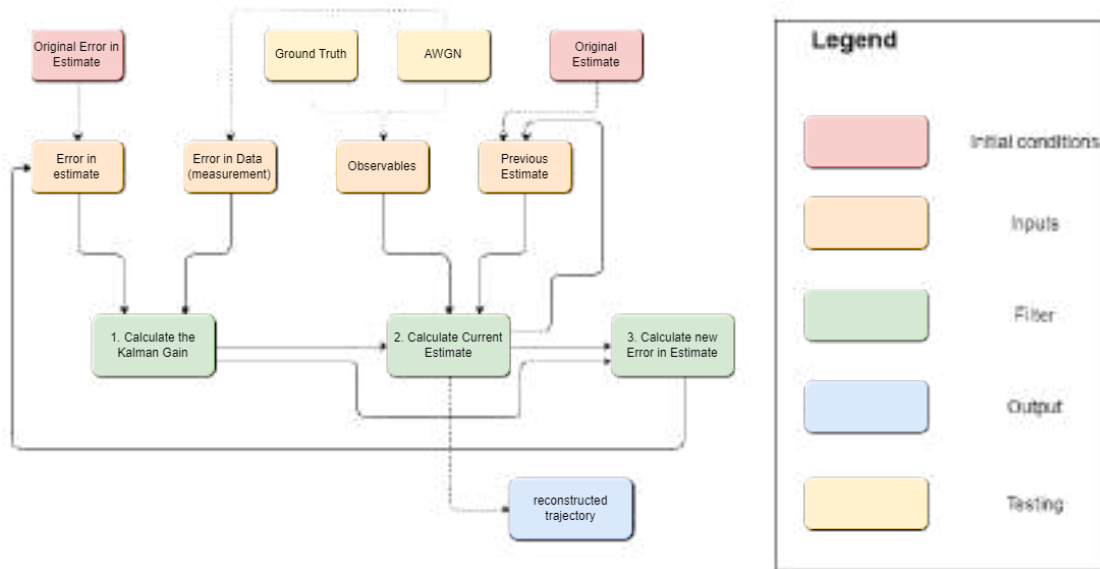 Original Error in
Estimate
Ground Truth
AWGN
Original
Estimate
Error in
estimate
Error in Data
(measurement)
Observables
Previous
Estimate
1. Calculate the
Kalman Gain
2. Calculate Current
Estimate
3. Calculate new
Error in Estimate
reconstructed
trajectory
Legend
Initial conditions
Inputs
Filter
Output
Testing